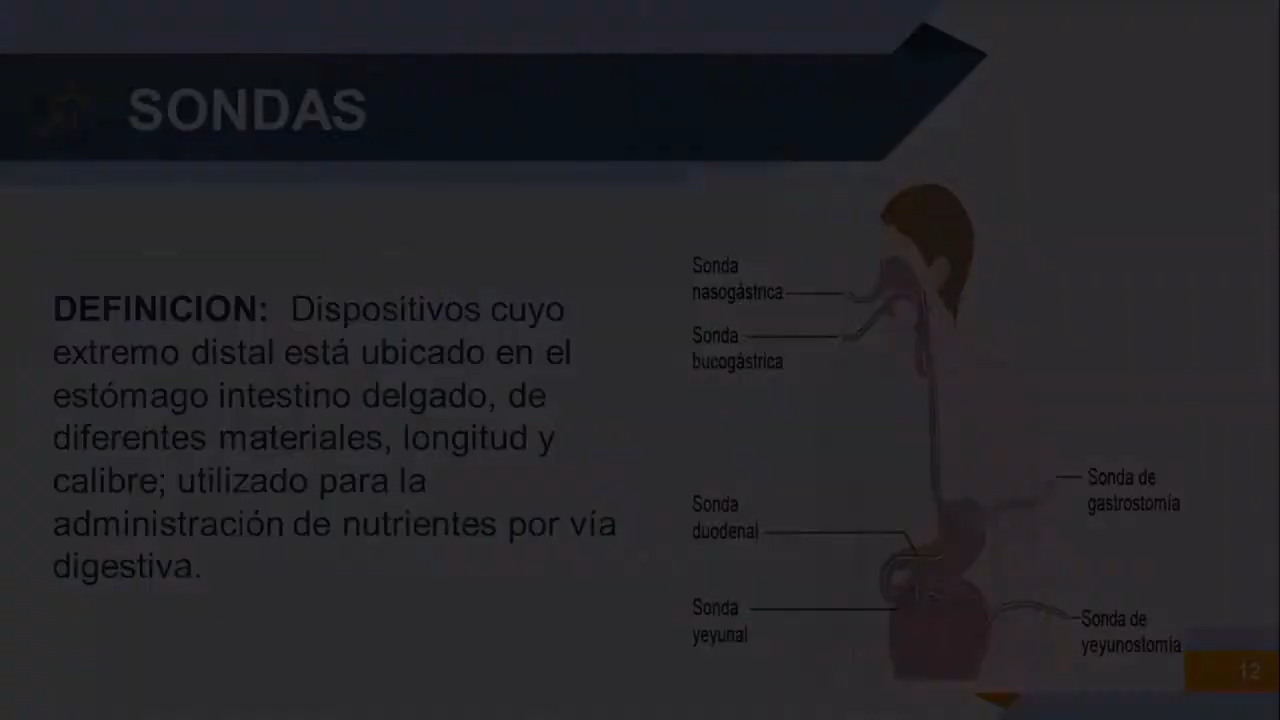 SONDAS
DEFINICION: Dispositivos cuyo
extremo distal está ubicado en el
estómago intestino delgado, de
diferentes materiales, longitud y
calibre; utilizado para la
administración de nutrientes por vía
digestiva.
Sonda
nasogástrica
Sonda
bucogástrica
Sonda
duodenal
Sonda
yeyunal
Sonda de
gastrostomía
Sonda de
yeyunostomía
12